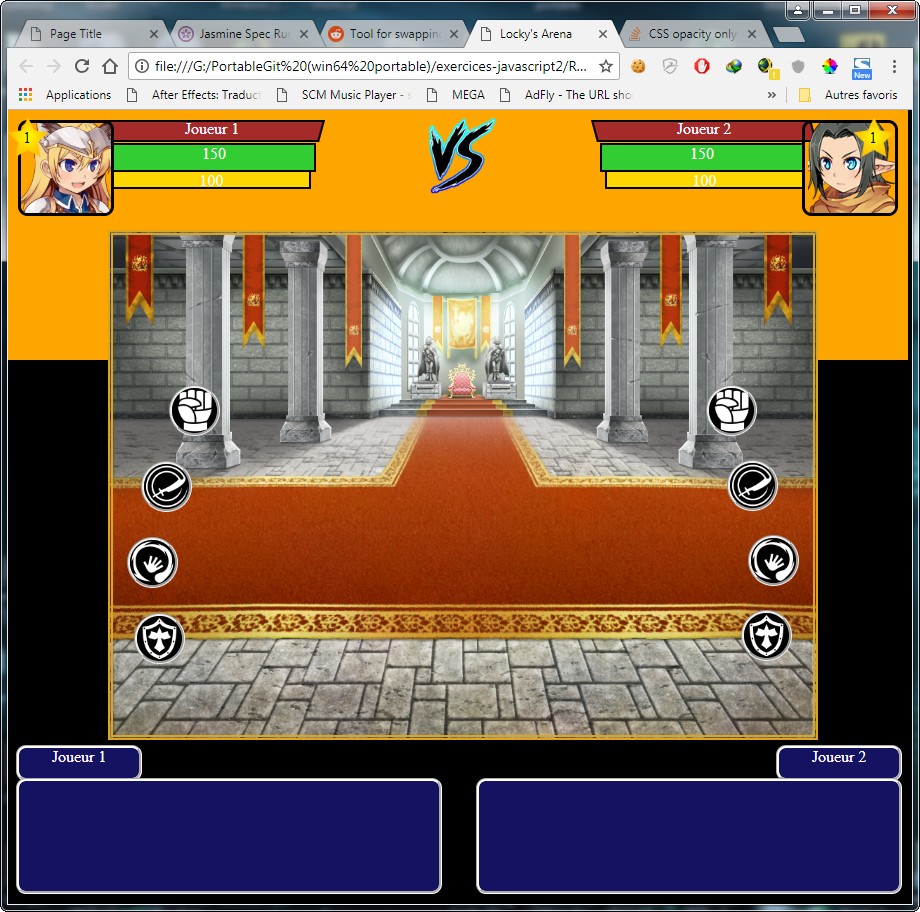 Page Title
Jasmine Spec Ru
Tool for swappin
Locky's Arena
CSS opacity only
file:///G:/PortableGit%20(win64%20portable)/exercices-javascript2/R...
New
Applications
After Effects: Traduct
SCM Music Player - s
MEGA
AdFly - The URL sho
»
Autres favoris
1
Joueur 1
150
100
VS
Joueur 2
150
100
1
Joueur 1
Joueur 2